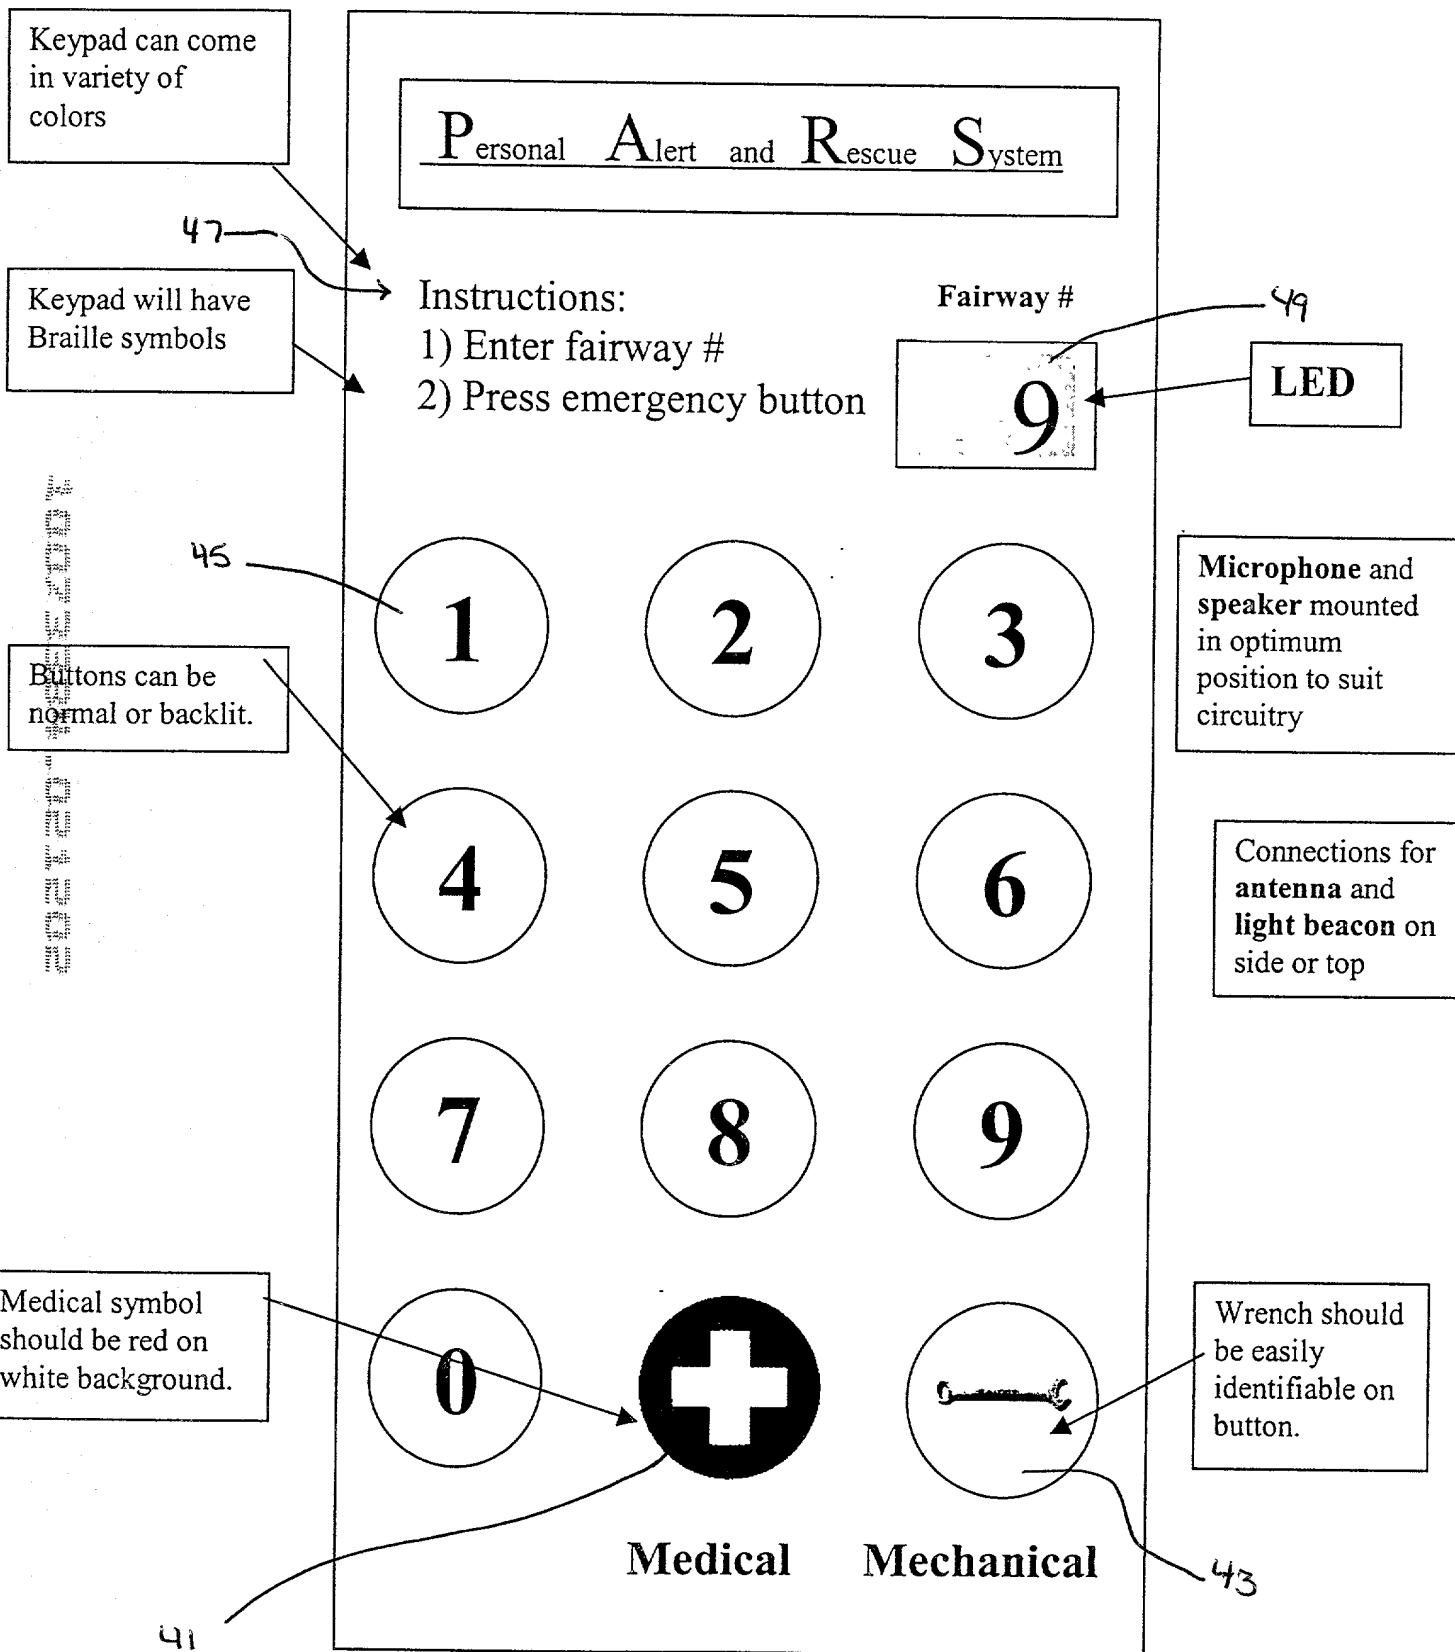 Keypad can come
in variety of
colors
Personal Alert and Rescue System
47
Keypad will have
Braille symbols
Instructions:
1) Enter fairway #
2) Press emergency button
Fairway #
49
9
LED
45
1
2
3
Microphone and
speaker mounted
in optimum
position to suit
circuitry
Buttons can be
normal or backlit.
4
5
6
Connections for
antenna and
light beacon on
side or top
7
8
9
Medical symbol
should be red on
white background.
0
Wrench should
be easily
identifiable on
button.
Medical
Mechanical
43
41